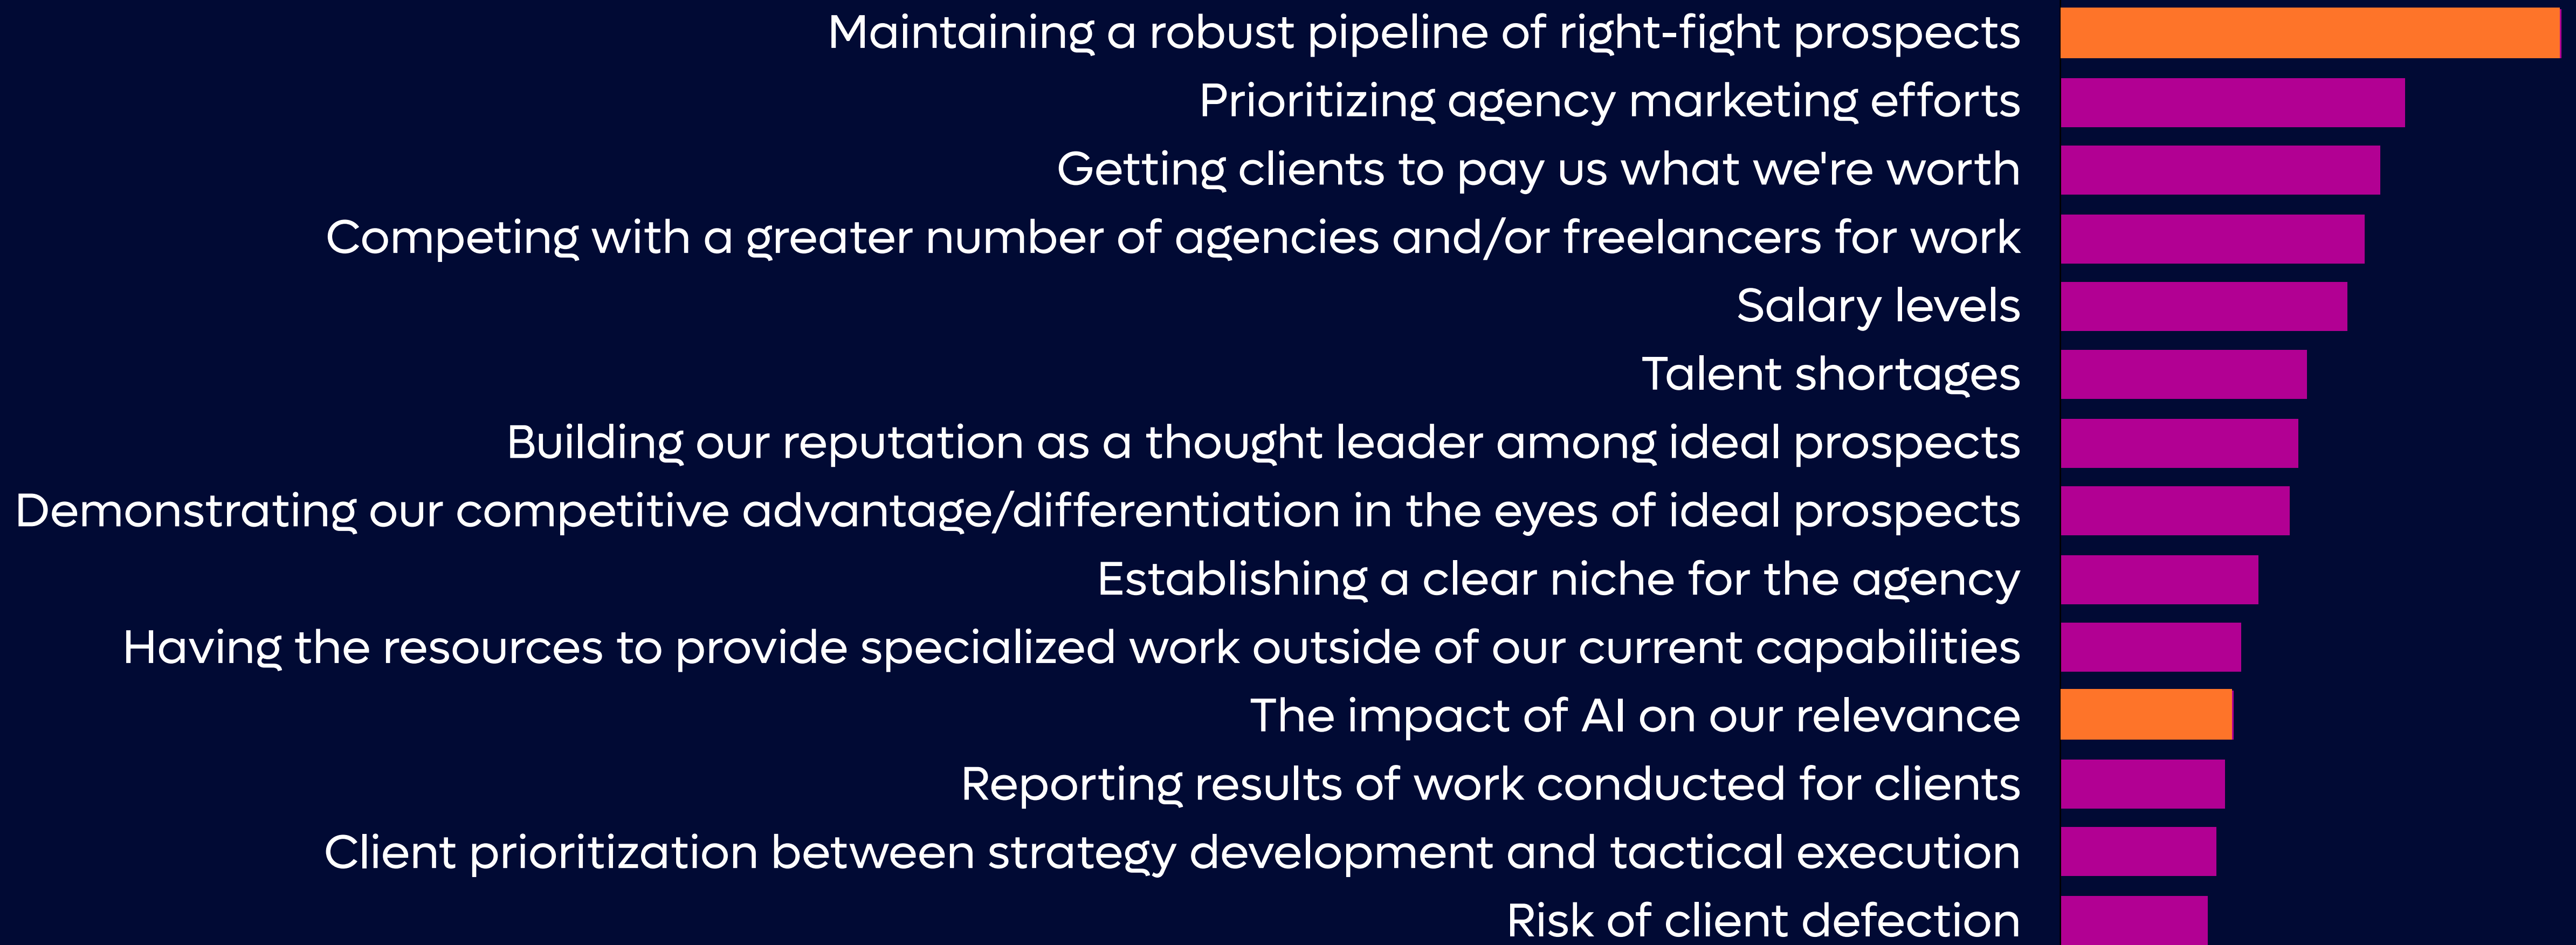 Maintaining a robust pipeline of right-fight prospects
Prioritizing agency marketing efforts
Getting clients to pay us what we're worth
Competing with a greater number of agencies and/or freelancers for work
Salary levels
Talent shortages
Building our reputation as a thought leader among ideal prospects
Demonstrating our competitive advantage/differentiation in the eyes of ideal prospects
Establishing a clear niche for the agency
Having the resources to provide specialized work outside of our current capabilities
The impact of AI on our relevance
Reporting results of work conducted for clients
Client prioritization between strategy development and tactical execution
Risk of client defection